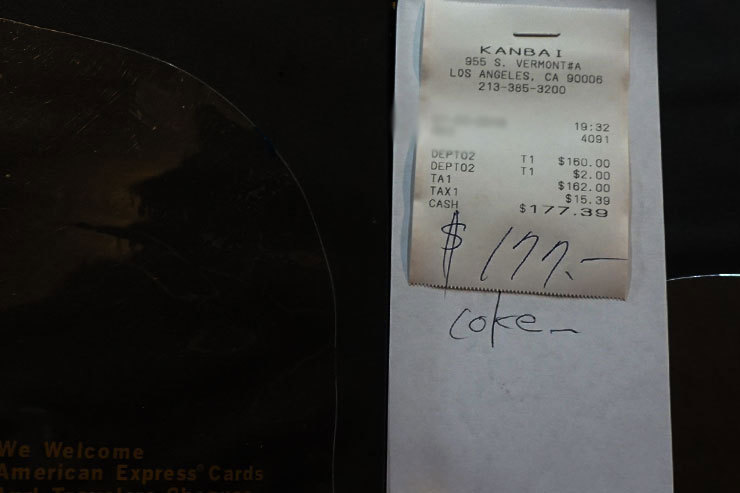 KANBAI
955 S. VERMONT#A
LOS ANGELES, CA 90006
213-385-3200
19:32
4091
DEPT02 T1 $160.00
DEPT02 T1 $2.00
TA1 $162.00
TAX1 $15.39
CASH $177.39
$ 177.—
coke—
We Welcome
American Express® Cards